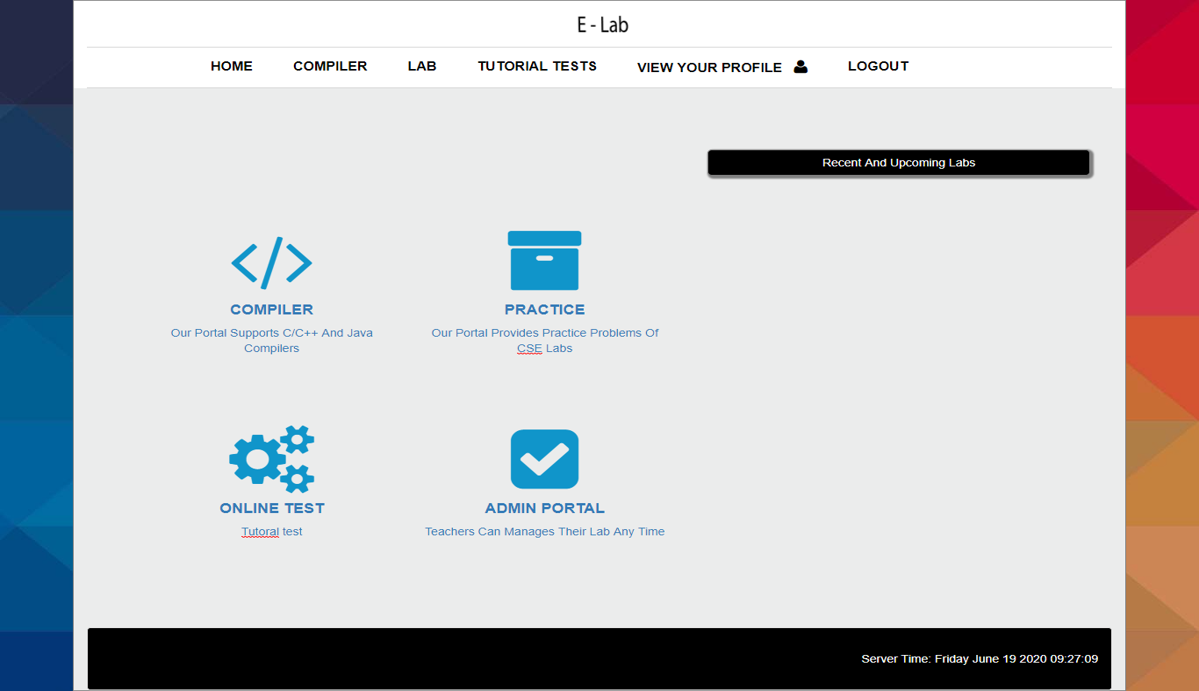 E - Lab
HOME COMPILER LAB TUTORIAL TESTS VIEW YOUR PROFILE LOGOUT
Recent And Upcoming Labs
COMPILER
Our Portal Supports C/C++ And Java
Compilers
PRACTICE
Our Portal Provides Practice Problems Of
CSE Labs
ONLINE TEST
Tutoral test
ADMIN PORTAL
Teachers Can Manages Their Lab Any Time
Server Time: Friday June 19 2020 09:27:09